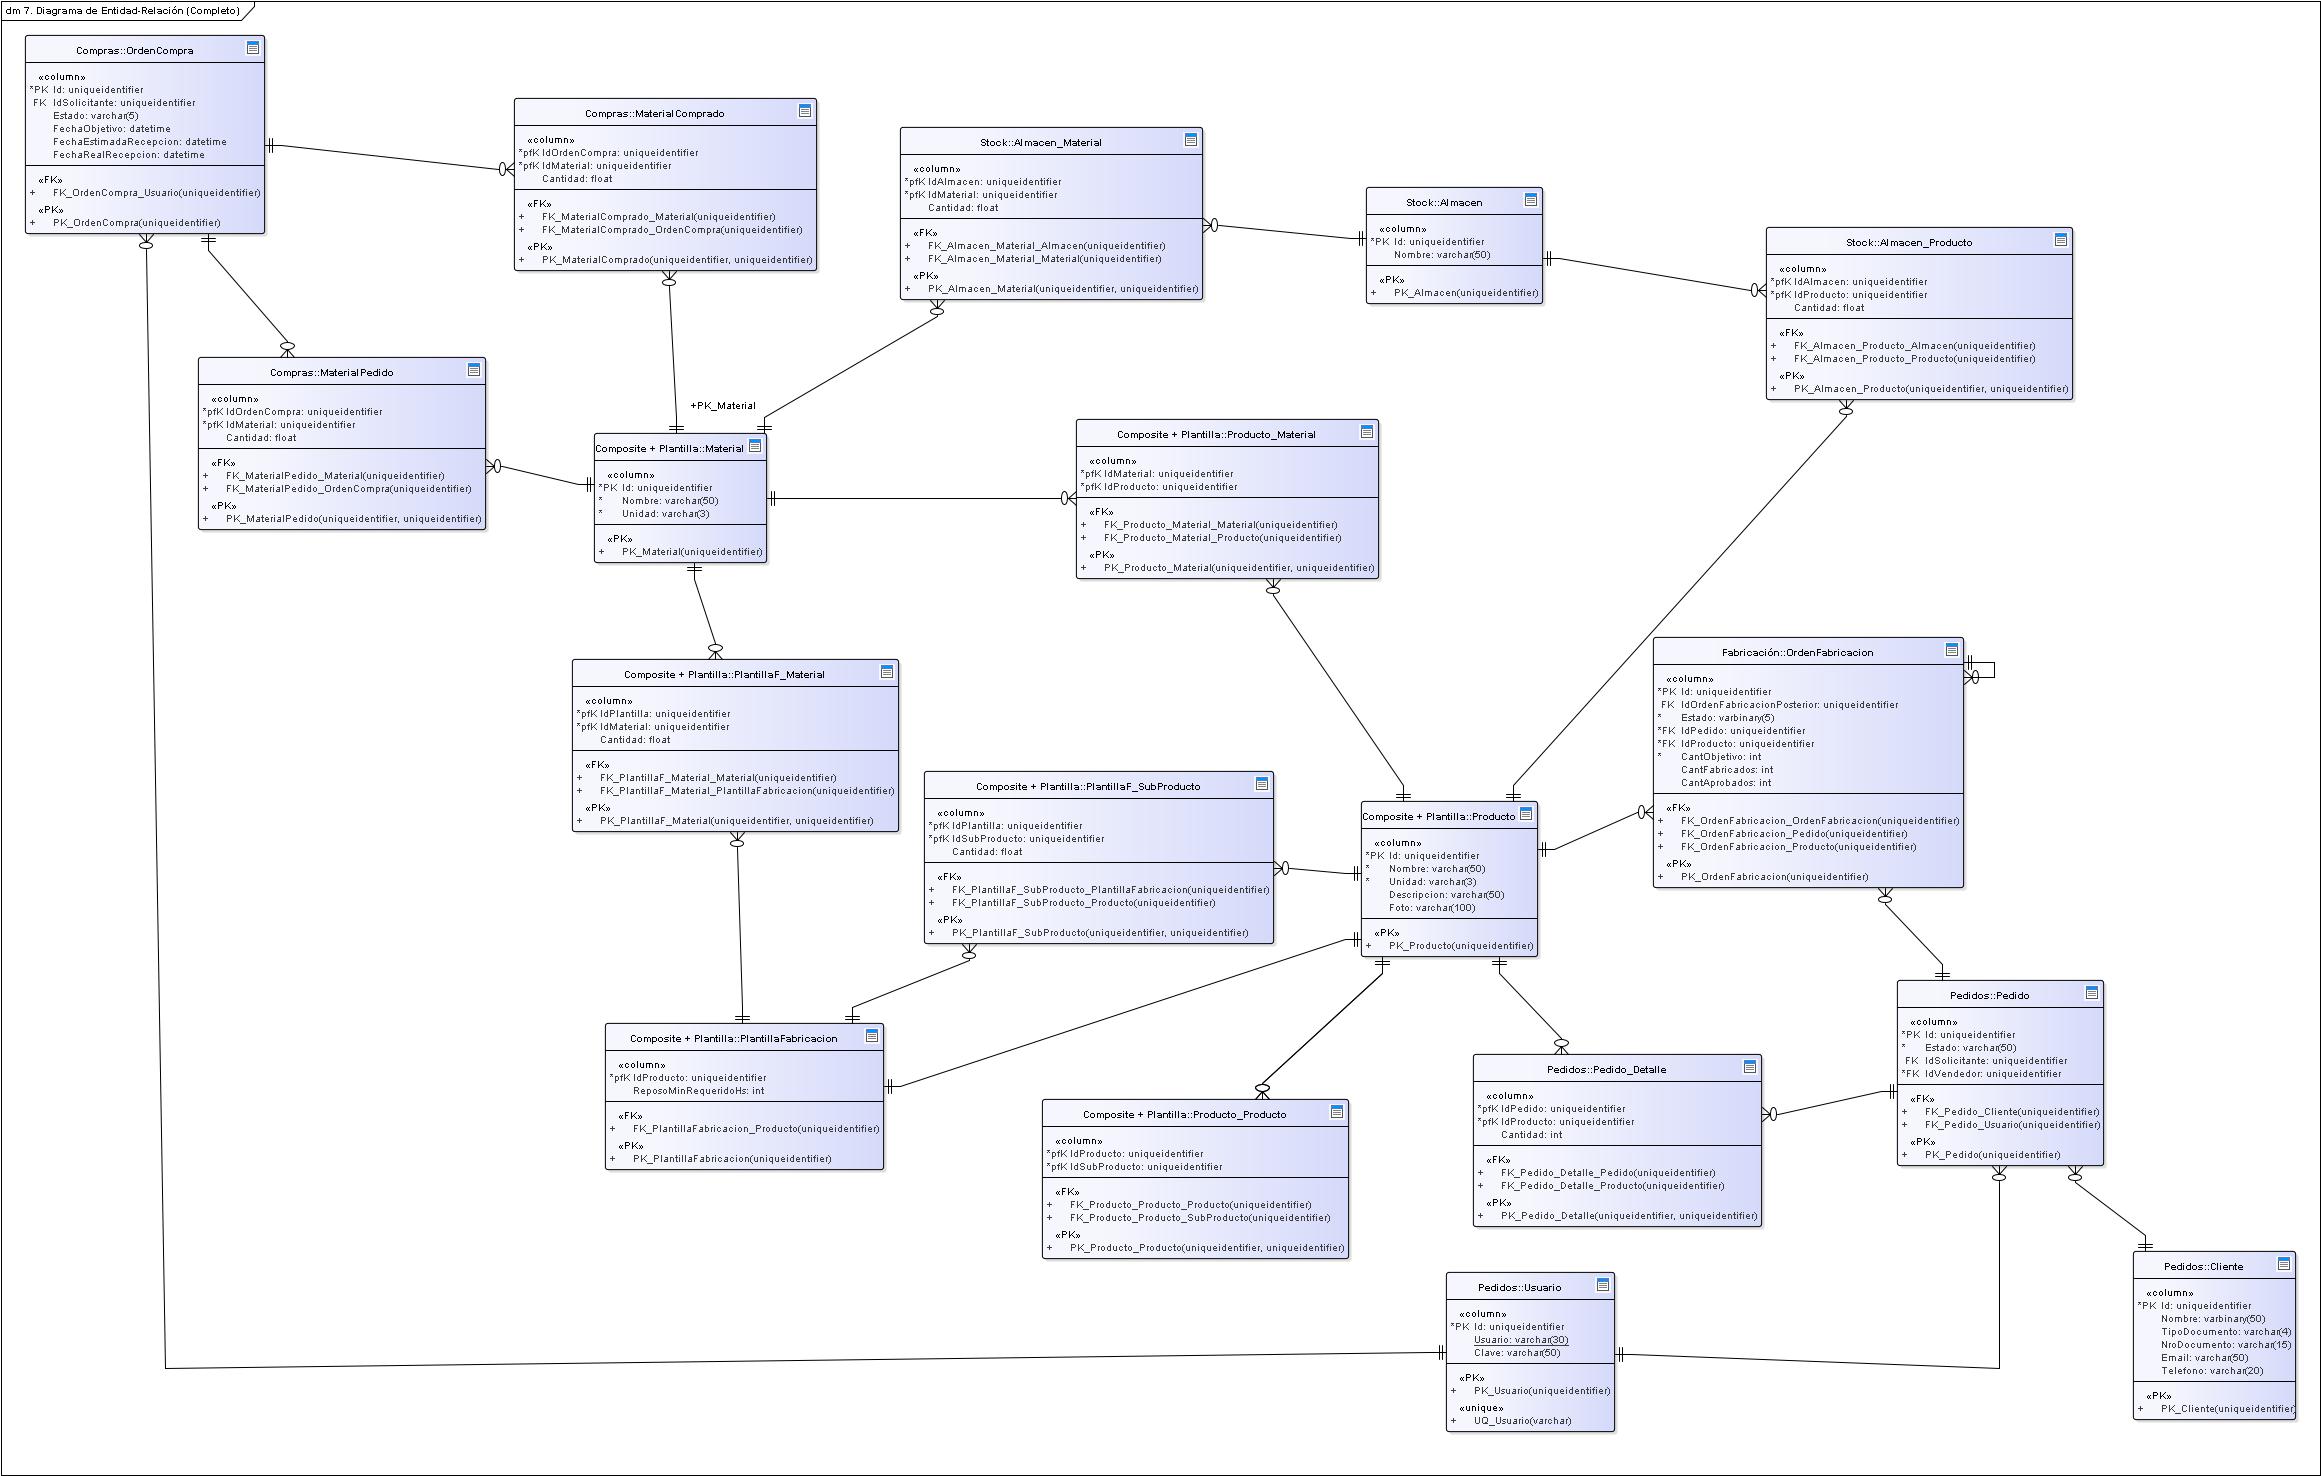 dm 7. Diagrama de Entidad-Relación (Completo)
Compras::OrdenCompra
«column»
*PK Id: uniqueidentifier
FK IdSolicitante: uniqueidentifier
Estado: varchar(5)
FechaObjetivo: datetime
FechaEstimadaRecepcion: datetime
FechaRealRecepcion: datetime
«FK»
+ FK_OrdenCompra_Usuario(uniqueidentifier)
«PK»
+ PK_OrdenCompra(uniqueidentifier)
Compras::MaterialComprado
«column»
*pfK IdOrdenCompra: uniqueidentifier
*pfK IdMaterial: uniqueidentifier
Cantidad: float
«FK»
+ FK_MaterialComprado_Material(uniqueidentifier)
+ FK_MaterialComprado_OrdenCompra(uniqueidentifier)
«PK»
+ PK_MaterialComprado(uniqueidentifier, uniqueidentifier)
Stock::Almacen_Material
«column»
*pfK IdAlmacen: uniqueidentifier
*pfK IdMaterial: uniqueidentifier
Cantidad: float
«FK»
+ FK_Almacen_Material_Almacen(uniqueidentifier)
+ FK_Almacen_Material_Material(uniqueidentifier)
«PK»
+ PK_Almacen_Material(uniqueidentifier, uniqueidentifier)
Stock::Almacen
«column»
*PK Id: uniqueidentifier
Nombre: varchar(50)
«PK»
+ PK_Almacen(uniqueidentifier)
Stock::Almacen_Producto
«column»
*pfK IdAlmacen: uniqueidentifier
*pfK IdProducto: uniqueidentifier
Cantidad: float
«FK»
+ FK_Almacen_Producto_Almacen(uniqueidentifier)
+ FK_Almacen_Producto_Producto(uniqueidentifier)
«PK»
+ PK_Almacen_Producto(uniqueidentifier, uniqueidentifier)
Compras::MaterialPedido
«column»
*pfK IdOrdenCompra: uniqueidentifier
*pfK IdMaterial: uniqueidentifier
Cantidad: float
«FK»
+ FK_MaterialPedido_Material(uniqueidentifier)
+ FK_MaterialPedido_OrdenCompra(uniqueidentifier)
«PK»
+ PK_MaterialPedido(uniqueidentifier, uniqueidentifier)
+PK_Material
Composite + Plantilla::Material
«column»
*PK Id: uniqueidentifier
* Nombre: varchar(50)
* Unidad: varchar(3)
«PK»
+ PK_Material(uniqueidentifier)
Composite + Plantilla::Producto_Material
«column»
*pfK IdMaterial: uniqueidentifier
*pfK IdProducto: uniqueidentifier
«FK»
+ FK_Producto_Material_Material(uniqueidentifier)
+ FK_Producto_Material_Producto(uniqueidentifier)
«PK»
+ PK_Producto_Material(uniqueidentifier, uniqueidentifier)
Composite + Plantilla::PlantillaF_Material
«column»
*pfK IdPlantilla: uniqueidentifier
*pfK IdMaterial: uniqueidentifier
Cantidad: float
«FK»
+ FK_PlantillaF_Material_Material(uniqueidentifier)
+ FK_PlantillaF_Material_PlantillaFabricacion(uniqueidentifier)
«PK»
+ PK_PlantillaF_Material(uniqueidentifier, uniqueidentifier)
Fabricación::OrdenFabricacion
«column»
*PK Id: uniqueidentifier
FK IdOrdenFabricacionPosterior: uniqueidentifier
* Estado: varbinary(5)
*FK IdPedido: uniqueidentifier
*FK IdProducto: uniqueidentifier
* CantObjetivo: int
CantFabricados: int
CantAprobados: int
«FK»
+ FK_OrdenFabricacion_OrdenFabricacion(uniqueidentifier)
+ FK_OrdenFabricacion_Pedido(uniqueidentifier)
+ FK_OrdenFabricacion_Producto(uniqueidentifier)
«PK»
+ PK_OrdenFabricacion(uniqueidentifier)
Composite + Plantilla::PlantillaF_SubProducto
«column»
*pfK IdPlantilla: uniqueidentifier
*pfK IdSubProducto: uniqueidentifier
Cantidad: float
«FK»
+ FK_PlantillaF_SubProducto_PlantillaFabricacion(uniqueidentifier)
+ FK_PlantillaF_SubProducto_Producto(uniqueidentifier)
«PK»
+ PK_PlantillaF_SubProducto(uniqueidentifier, uniqueidentifier)
Composite + Plantilla::Producto
«column»
*PK Id: uniqueidentifier
* Nombre: varchar(50)
* Unidad: varchar(3)
Descripcion: varchar(50)
Foto: varchar(100)
«PK»
+ PK_Producto(uniqueidentifier)
Composite + Plantilla::PlantillaFabricacion
«column»
*pfK IdProducto: uniqueidentifier
ReposoMinRequeridoHs: int
«FK»
+ FK_PlantillaFabricacion_Producto(uniqueidentifier)
«PK»
+ PK_PlantillaFabricacion(uniqueidentifier)
Composite + Plantilla::Producto_Producto
«column»
*pfK IdProducto: uniqueidentifier
*pfK IdSubProducto: uniqueidentifier
«FK»
+ FK_Producto_Producto_Producto(uniqueidentifier)
+ FK_Producto_Producto_SubProducto(uniqueidentifier)
«PK»
+ PK_Producto_Producto(uniqueidentifier, uniqueidentifier)
Pedidos::Pedido_Detalle
«column»
*pfK IdPedido: uniqueidentifier
*pfK IdProducto: uniqueidentifier
Cantidad: int
«FK»
+ FK_Pedido_Detalle_Pedido(uniqueidentifier)
+ FK_Pedido_Detalle_Producto(uniqueidentifier)
«PK»
+ PK_Pedido_Detalle(uniqueidentifier, uniqueidentifier)
Pedidos::Pedido
«column»
*PK Id: uniqueidentifier
* Estado: varchar(50)
FK IdSolicitante: uniqueidentifier
*FK IdVendedor: uniqueidentifier
«FK»
+ FK_Pedido_Cliente(uniqueidentifier)
+ FK_Pedido_Usuario(uniqueidentifier)
«PK»
+ PK_Pedido(uniqueidentifier)
Pedidos::Usuario
«column»
*PK Id: uniqueidentifier
Usuario: varchar(30)
Clave: varchar(50)
«PK»
+ PK_Usuario(uniqueidentifier)
«unique»
+ UQ_Usuario(varchar)
Pedidos::Cliente
«column»
*PK Id: uniqueidentifier
Nombre: varbinary(50)
TipoDocumento: varchar(4)
NroDocumento: varchar(15)
Email: varchar(50)
Telefono: varchar(20)
«PK»
+ PK_Cliente(uniqueidentifier)